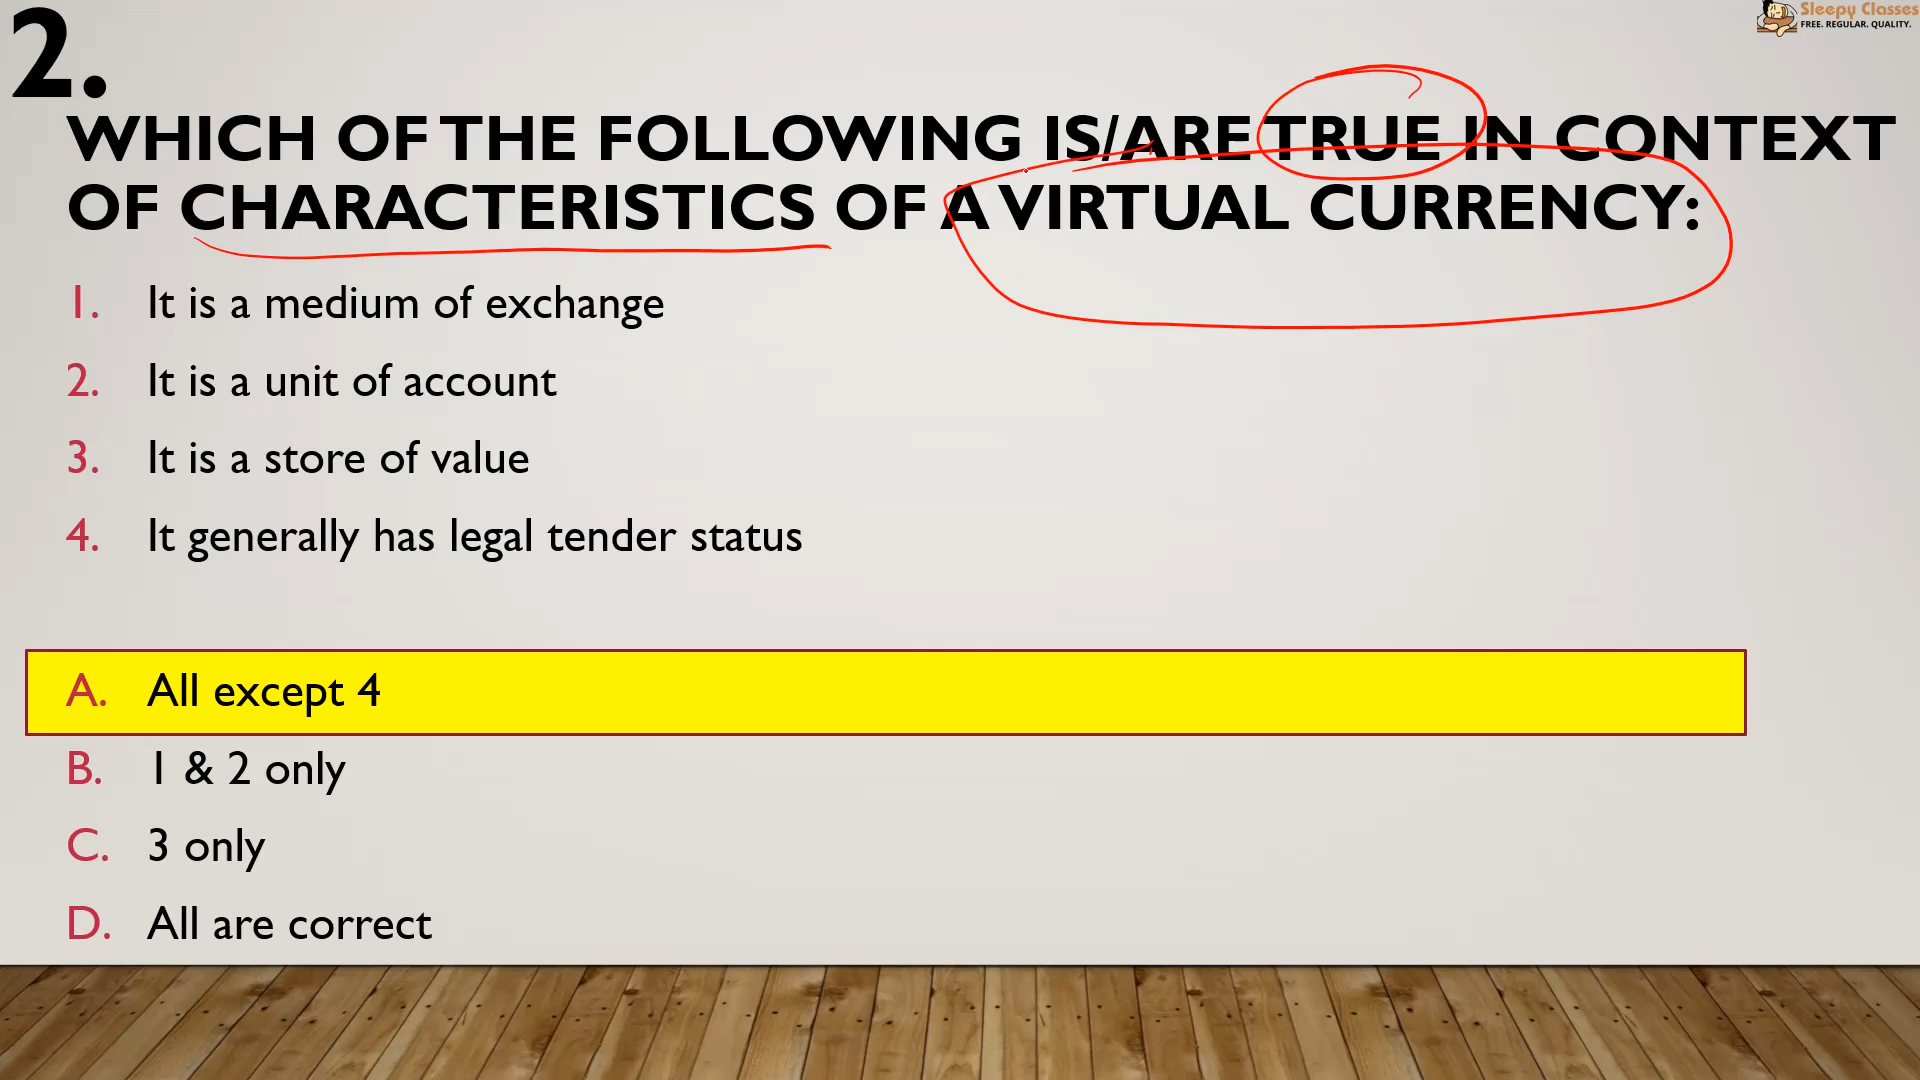 Sleepy Classes
FREE. REGULAR. QUALITY.
2.
WHICH OF THE FOLLOWING IS/ARE TRUE IN CONTEXT
OF CHARACTERISTICS OF A VIRTUAL CURRENCY:
1. It is a medium of exchange
2. It is a unit of account
3. It is a store of value
4. It generally has legal tender status
A. All except 4
B. 1 & 2 only
C. 3 only
D. All are correct